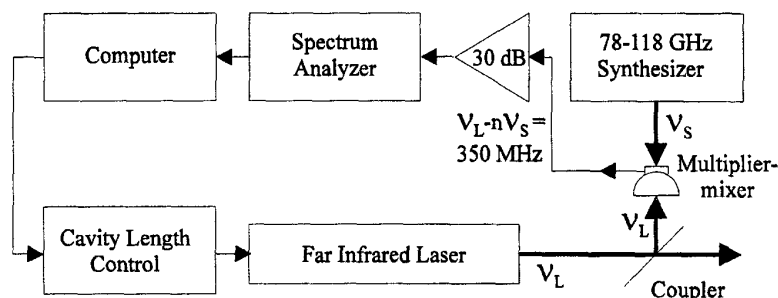 Computer
Spectrum
Analyzer
30 dB
78-118 GHz
Synthesizer
νL-nνS =
350 MHz
νS
Multiplier-
mixer
νL
Cavity Length
Control
Far Infrared Laser
νL
Coupler